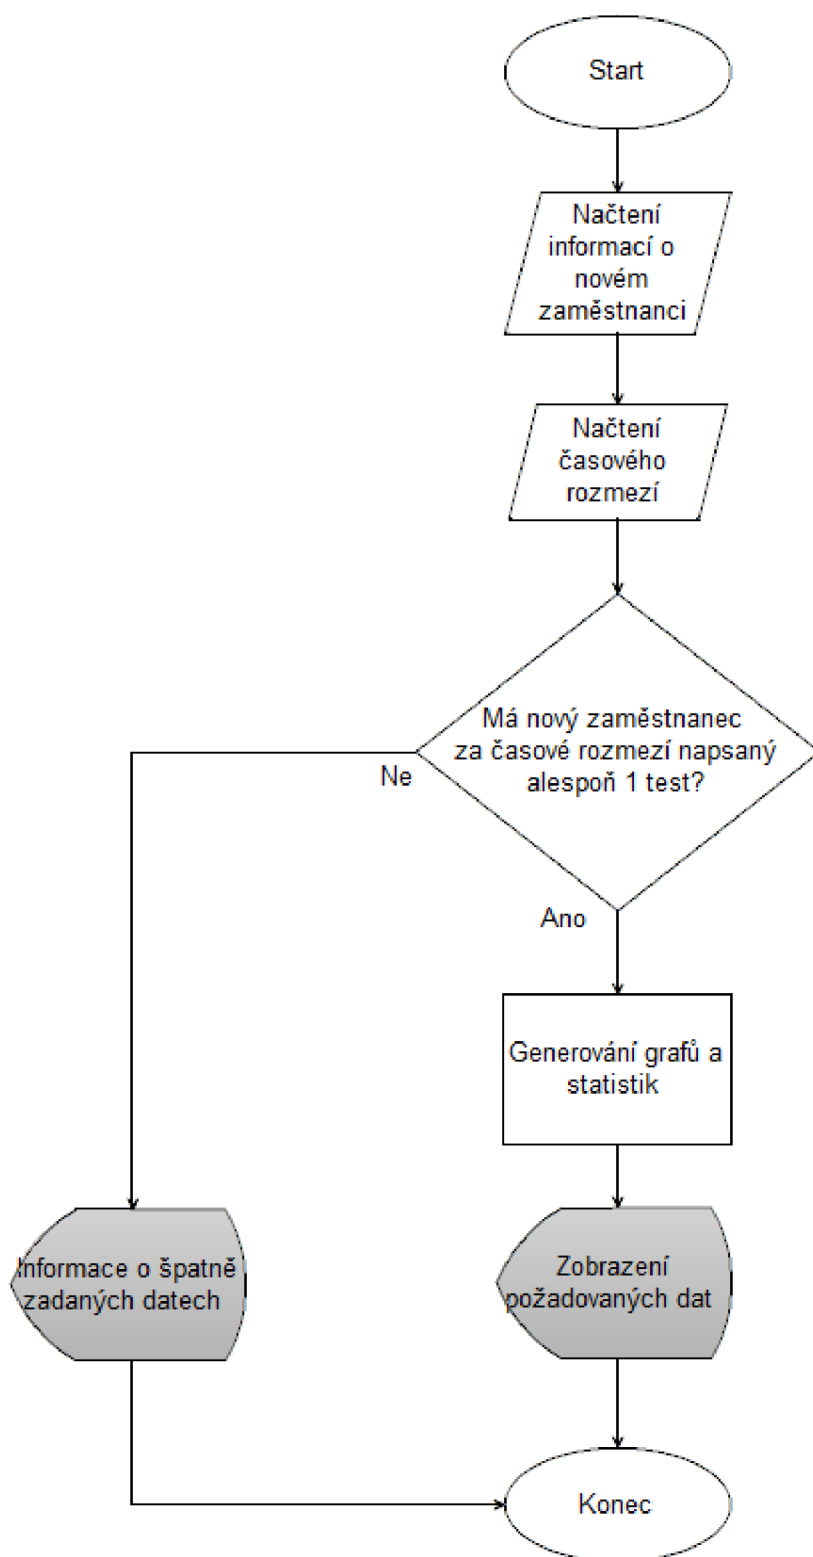 Start
Načtení
informací o
novém
zaměstnanci
Načtení
časového
rozmezí
Má nový zaměstnanec
za časové rozmezí napsaný
alespoň 1 test?
Ne
Ano
Generování grafů a
statistik
Informace o špatně
zadaných datech
Zobrazení
požadovaných dat
Konec